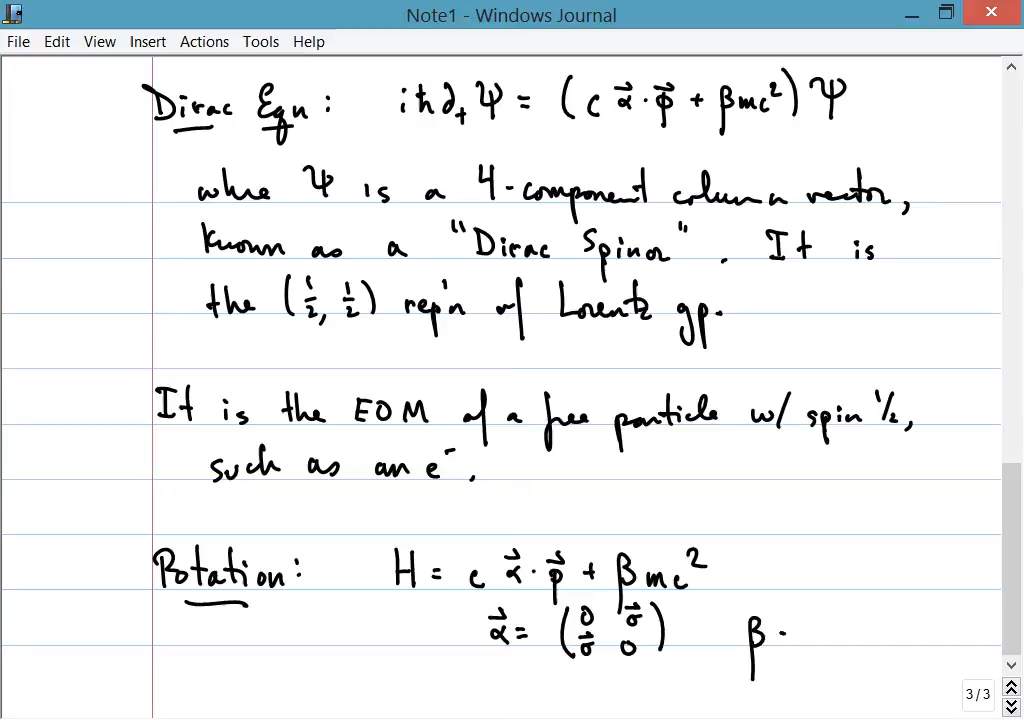 Note1 - Windows Journal
File Edit View Insert Actions Tools Help
Dirac Eqn: iħ∂ₜΨ = (c α⃗·p⃗ + βmc²)Ψ
where Ψ is a 4-component column vector,
known as a "Dirac Spinor". It is
the (½, ½) rep'n of Lorentz gp.
It is the EOM of a free particle w/ spin ½,
such as an e⁻.
Rotation: H = c α⃗·p⃗ + βmc²
α⃗ = (0 σ⃗ σ⃗ 0) β
3/3